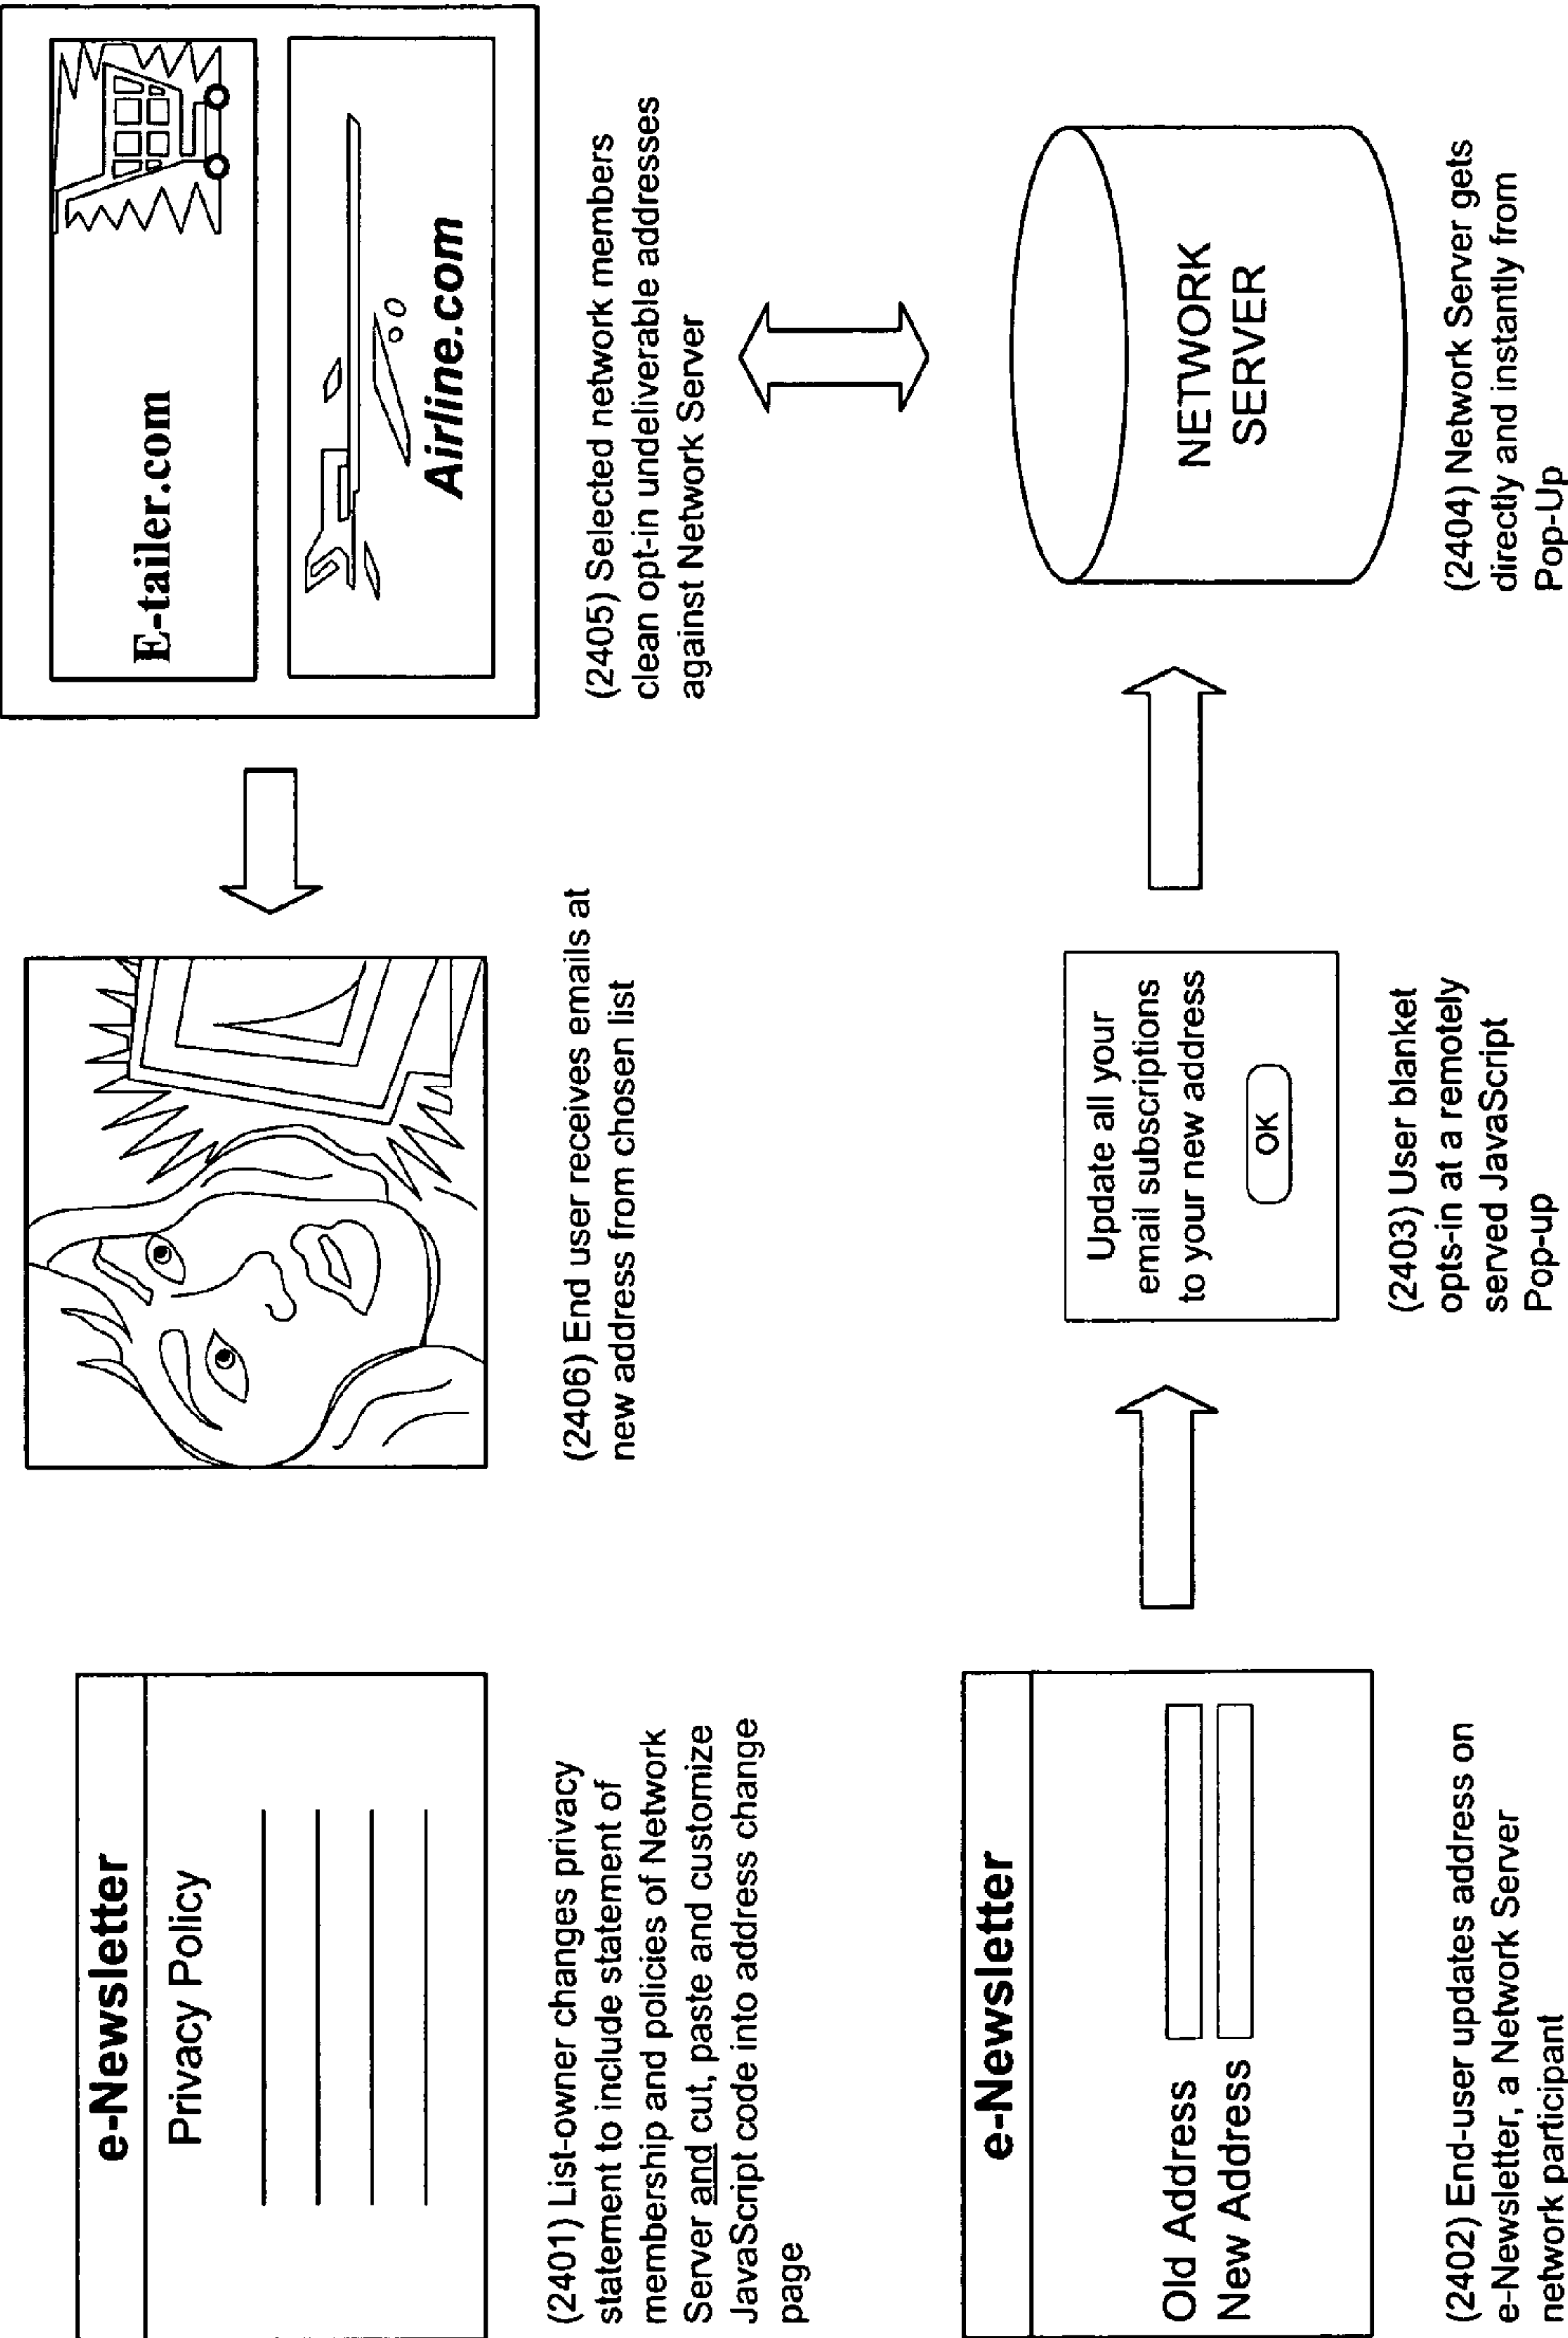 e-Newsletter
Privacy Policy
(2401) List-owner changes privacy
statement to include statement of
membership and policies of Network
Server and cut, paste and customize
JavaScript code into address change
page
(2406) End user receives emails at
new address from chosen list
E-tailer.com
Airline.com
(2405) Selected network members
clean opt-in undeliverable addresses
against Network Server
e-Newsletter
Old Address
New Address
(2402) End-user updates address on
e-Newsletter, a Network Server
network participant
Update all your
email subscriptions
to your new address
OK
(2403) User blanket
opts-in at a remotely
served JavaScript
Pop-up
NETWORK
SERVER
(2404) Network Server gets
directly and instantly from
Pop-Up